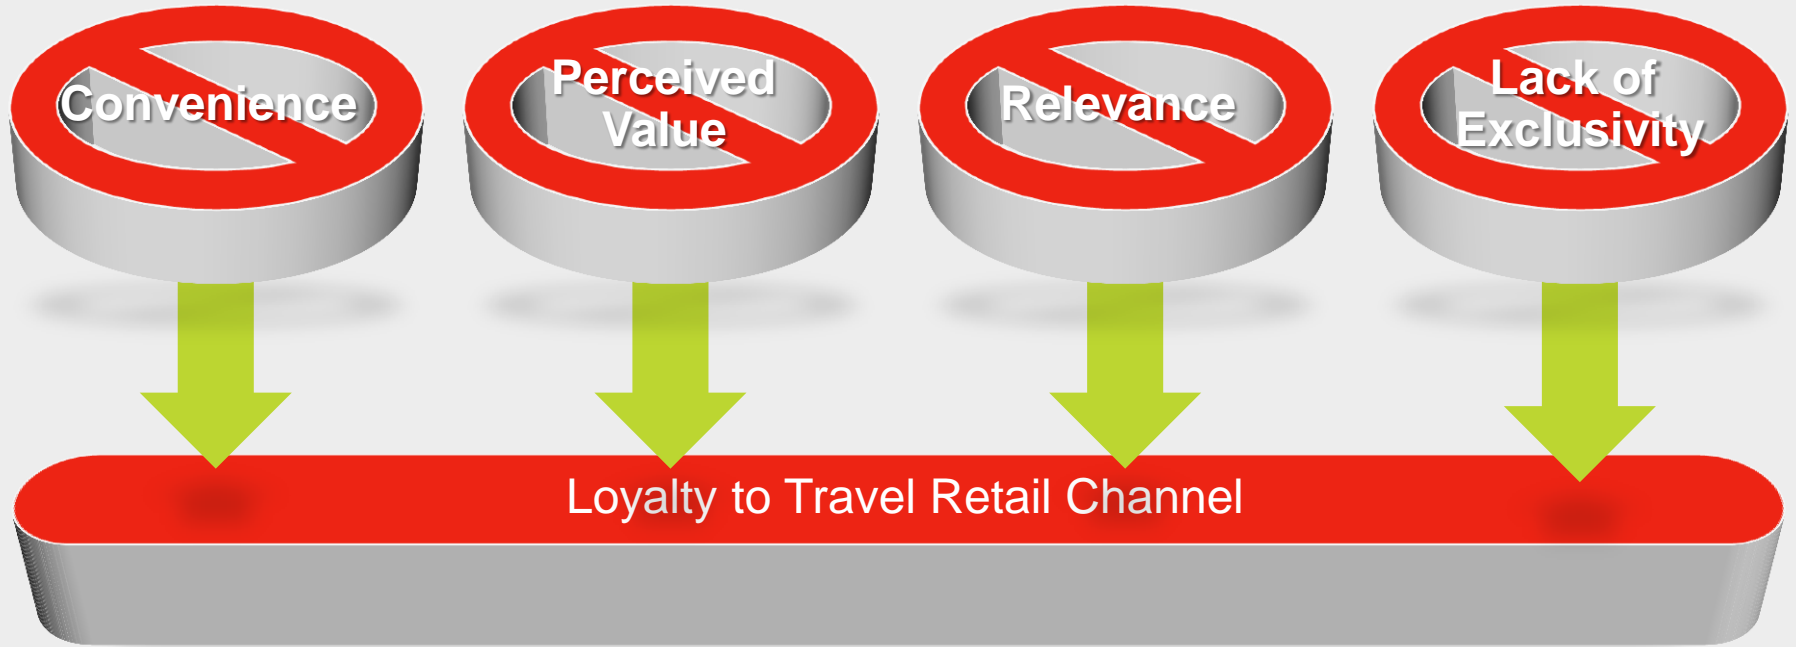 Convenience
Perceived
Value
Relevance
Lack of
Exclusivity
Loyalty to Travel Retail Channel